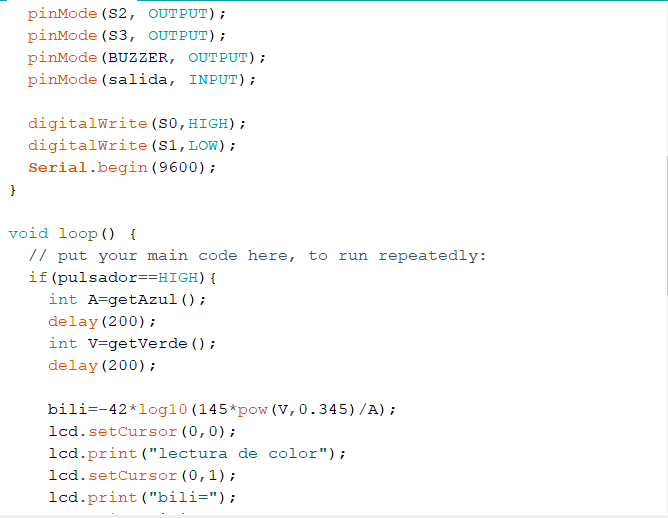 pinMode(S2, OUTPUT);
pinMode(S3, OUTPUT);
pinMode(BUZZER, OUTPUT);
pinMode(salida, INPUT);
digitalWrite(S0,HIGH);
digitalWrite(S1,LOW);
Serial.begin(9600);
}
void loop() {
// put your main code here, to run repeatedly:
if(pulsador==HIGH){
int A=getAzul();
delay(200);
int V=getVerde();
delay(200);
bili=-42*log10(145*pow(V,0.345)/A);
lcd.setCursor(0,0);
lcd.print("lectura de color");
lcd.setCursor(0,1);
lcd.print("bili=");